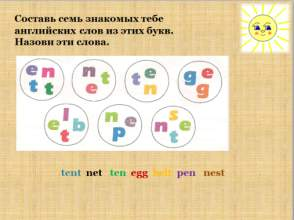 Составь семь знакомых тебе
английских слов из этих букв.
Назови эти слова.
e n t t
n e t
t e n
g e g
e l b t
n e p
s n e t
tent net ten egg belt pen nest